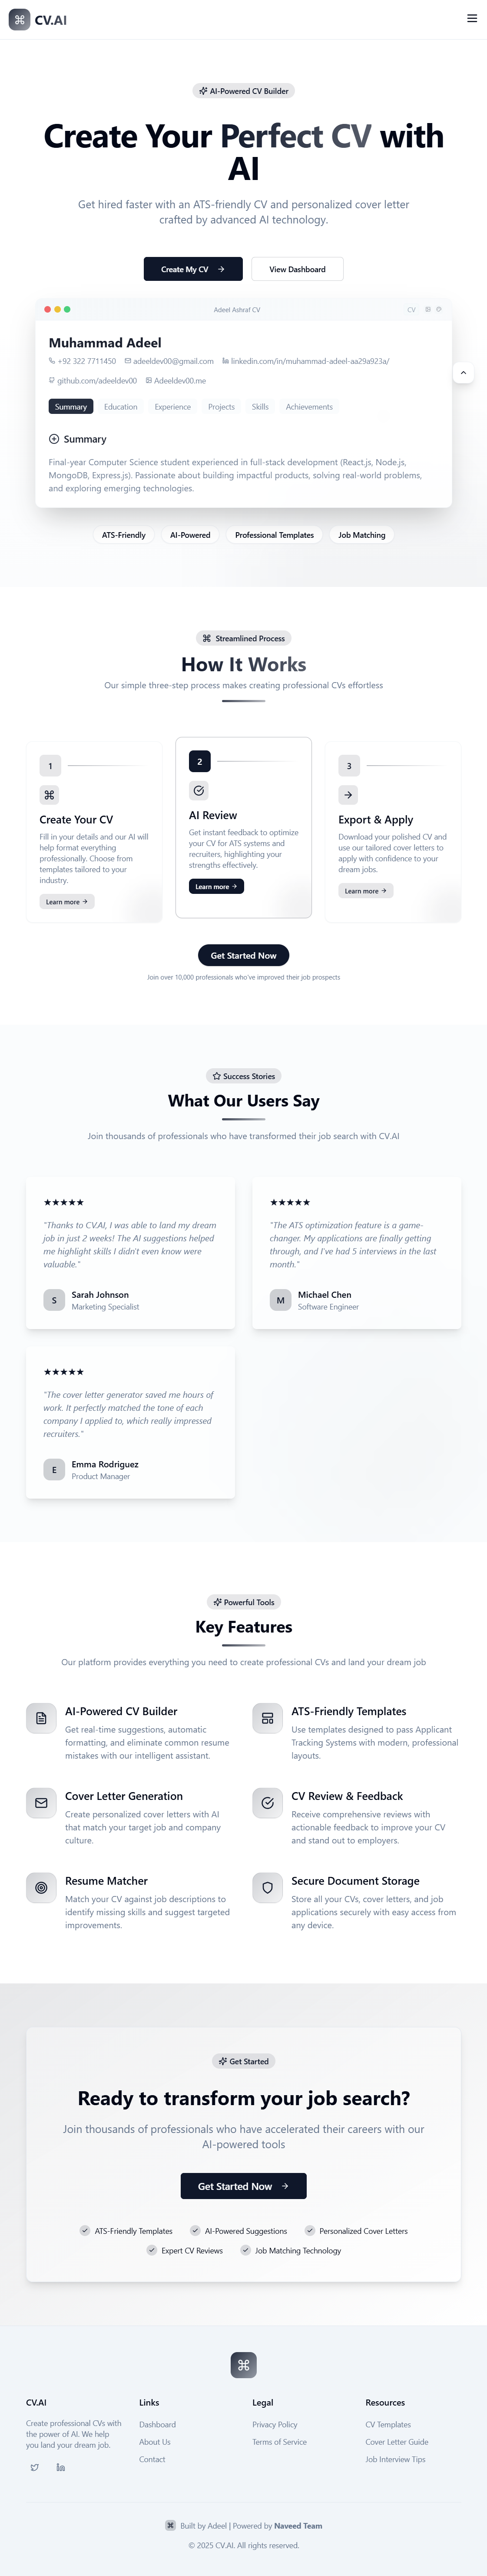 CV.AI
AI-Powered CV Builder
Create Your Perfect CV with
AI
Get hired faster with an ATS-friendly CV and personalized cover letter
crafted by advanced AI technology.
Create My CV
View Dashboard
Adeel Ashraf CV
CV
Muhammad Adeel
+92 322 7711450 adeeldev00@gmail.com linkedin.com/in/muhammad-adeel-aa29a923a/
github.com/adeeldev00 Adeeldev00.me
Summary Education Experience Projects Skills Achievements
Summary
Final-year Computer Science student experienced in full-stack development (React.js, Node.js,
MongoDB, Express.js). Passionate about building impactful products, solving real-world problems,
and exploring emerging technologies.
ATS-Friendly AI-Powered Professional Templates Job Matching
Streamlined Process
How It Works
Our simple three-step process makes creating professional CVs effortless
1
Create Your CV
Fill in your details and our AI will
help format everything
professionally. Choose from
templates tailored to your
industry.
Learn more
2
AI Review
Get instant feedback to optimize
your CV for ATS systems and
recruiters, highlighting your
strengths effectively.
Learn more
3
Export & Apply
Download your polished CV and
use our tailored cover letters to
apply with confidence to your
dream jobs.
Learn more
Get Started Now
Join over 10,000 professionals who've improved their job prospects
Success Stories
What Our Users Say
Join thousands of professionals who have transformed their job search with CV.AI
★★★★★
"Thanks to CV.AI, I was able to land my dream
job in just 2 weeks! The AI suggestions helped
me highlight skills I didn't even know were
valuable."
S
Sarah Johnson
Marketing Specialist
★★★★★
"The ATS optimization feature is a game-
changer. My applications are finally getting
through, and I've had 5 interviews in the last
month."
M
Michael Chen
Software Engineer
★★★★★
"The cover letter generator saved me hours of
work. It perfectly matched the tone of each
company I applied to, which really impressed
recruiters."
E
Emma Rodriguez
Product Manager
Powerful Tools
Key Features
Our platform provides everything you need to create professional CVs and land your dream job
AI-Powered CV Builder
Get real-time suggestions, automatic
formatting, and eliminate common resume
mistakes with our intelligent assistant.
ATS-Friendly Templates
Use templates designed to pass Applicant
Tracking Systems with modern, professional
layouts.
Cover Letter Generation
Create personalized cover letters with AI
that match your target job and company
culture.
CV Review & Feedback
Receive comprehensive reviews with
actionable feedback to improve your CV
and stand out to employers.
Resume Matcher
Match your CV against job descriptions to
identify missing skills and suggest targeted
improvements.
Secure Document Storage
Store all your CVs, cover letters, and job
applications securely with easy access from
any device.
Get Started
Ready to transform your job search?
Join thousands of professionals who have accelerated their careers with our
AI-powered tools
Get Started Now
ATS-Friendly Templates AI-Powered Suggestions Personalized Cover Letters
Expert CV Reviews Job Matching Technology
CV.AI
Create professional CVs with
the power of AI. We help
you land your dream job.
Links
Dashboard
About Us
Contact
Legal
Privacy Policy
Terms of Service
Resources
CV Templates
Cover Letter Guide
Job Interview Tips
Built by Adeel | Powered by Naveed Team
© 2025 CV.AI. All rights reserved.